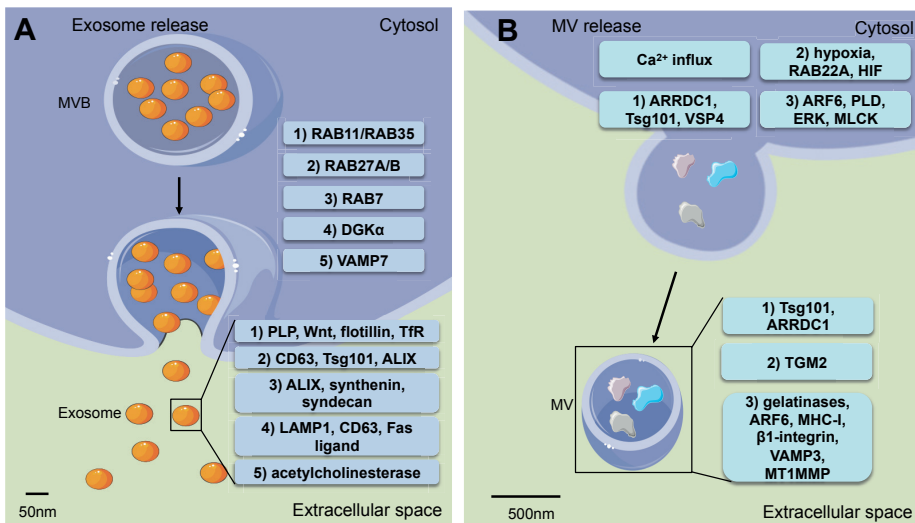 A
Exosome release
Cytosol
MVB
1) RAB11/RAB35
2) RAB27A/B
3) RAB7
4) DGKα
5) VAMP7
1) PLP, Wnt, flotillin, TfR
2) CD63, Tsg101, ALIX
3) ALIX, synthenin,
syndecan
4) LAMP1, CD63, Fas
ligand
5) acetylcholinesterase
Exosome
50nm
Extracellular space
B
MV release
Cytosol
Ca²⁺ influx
2) hypoxia,
RAB22A, HIF
1) ARRDC1,
Tsg101, VSP4
3) ARF6, PLD,
ERK, MLCK
1) Tsg101,
ARRDC1
2) TGM2
3) gelatinases,
ARF6, MHC-I,
β1-integrin,
VAMP3,
MT1MMP
MV
500nm
Extracellular space